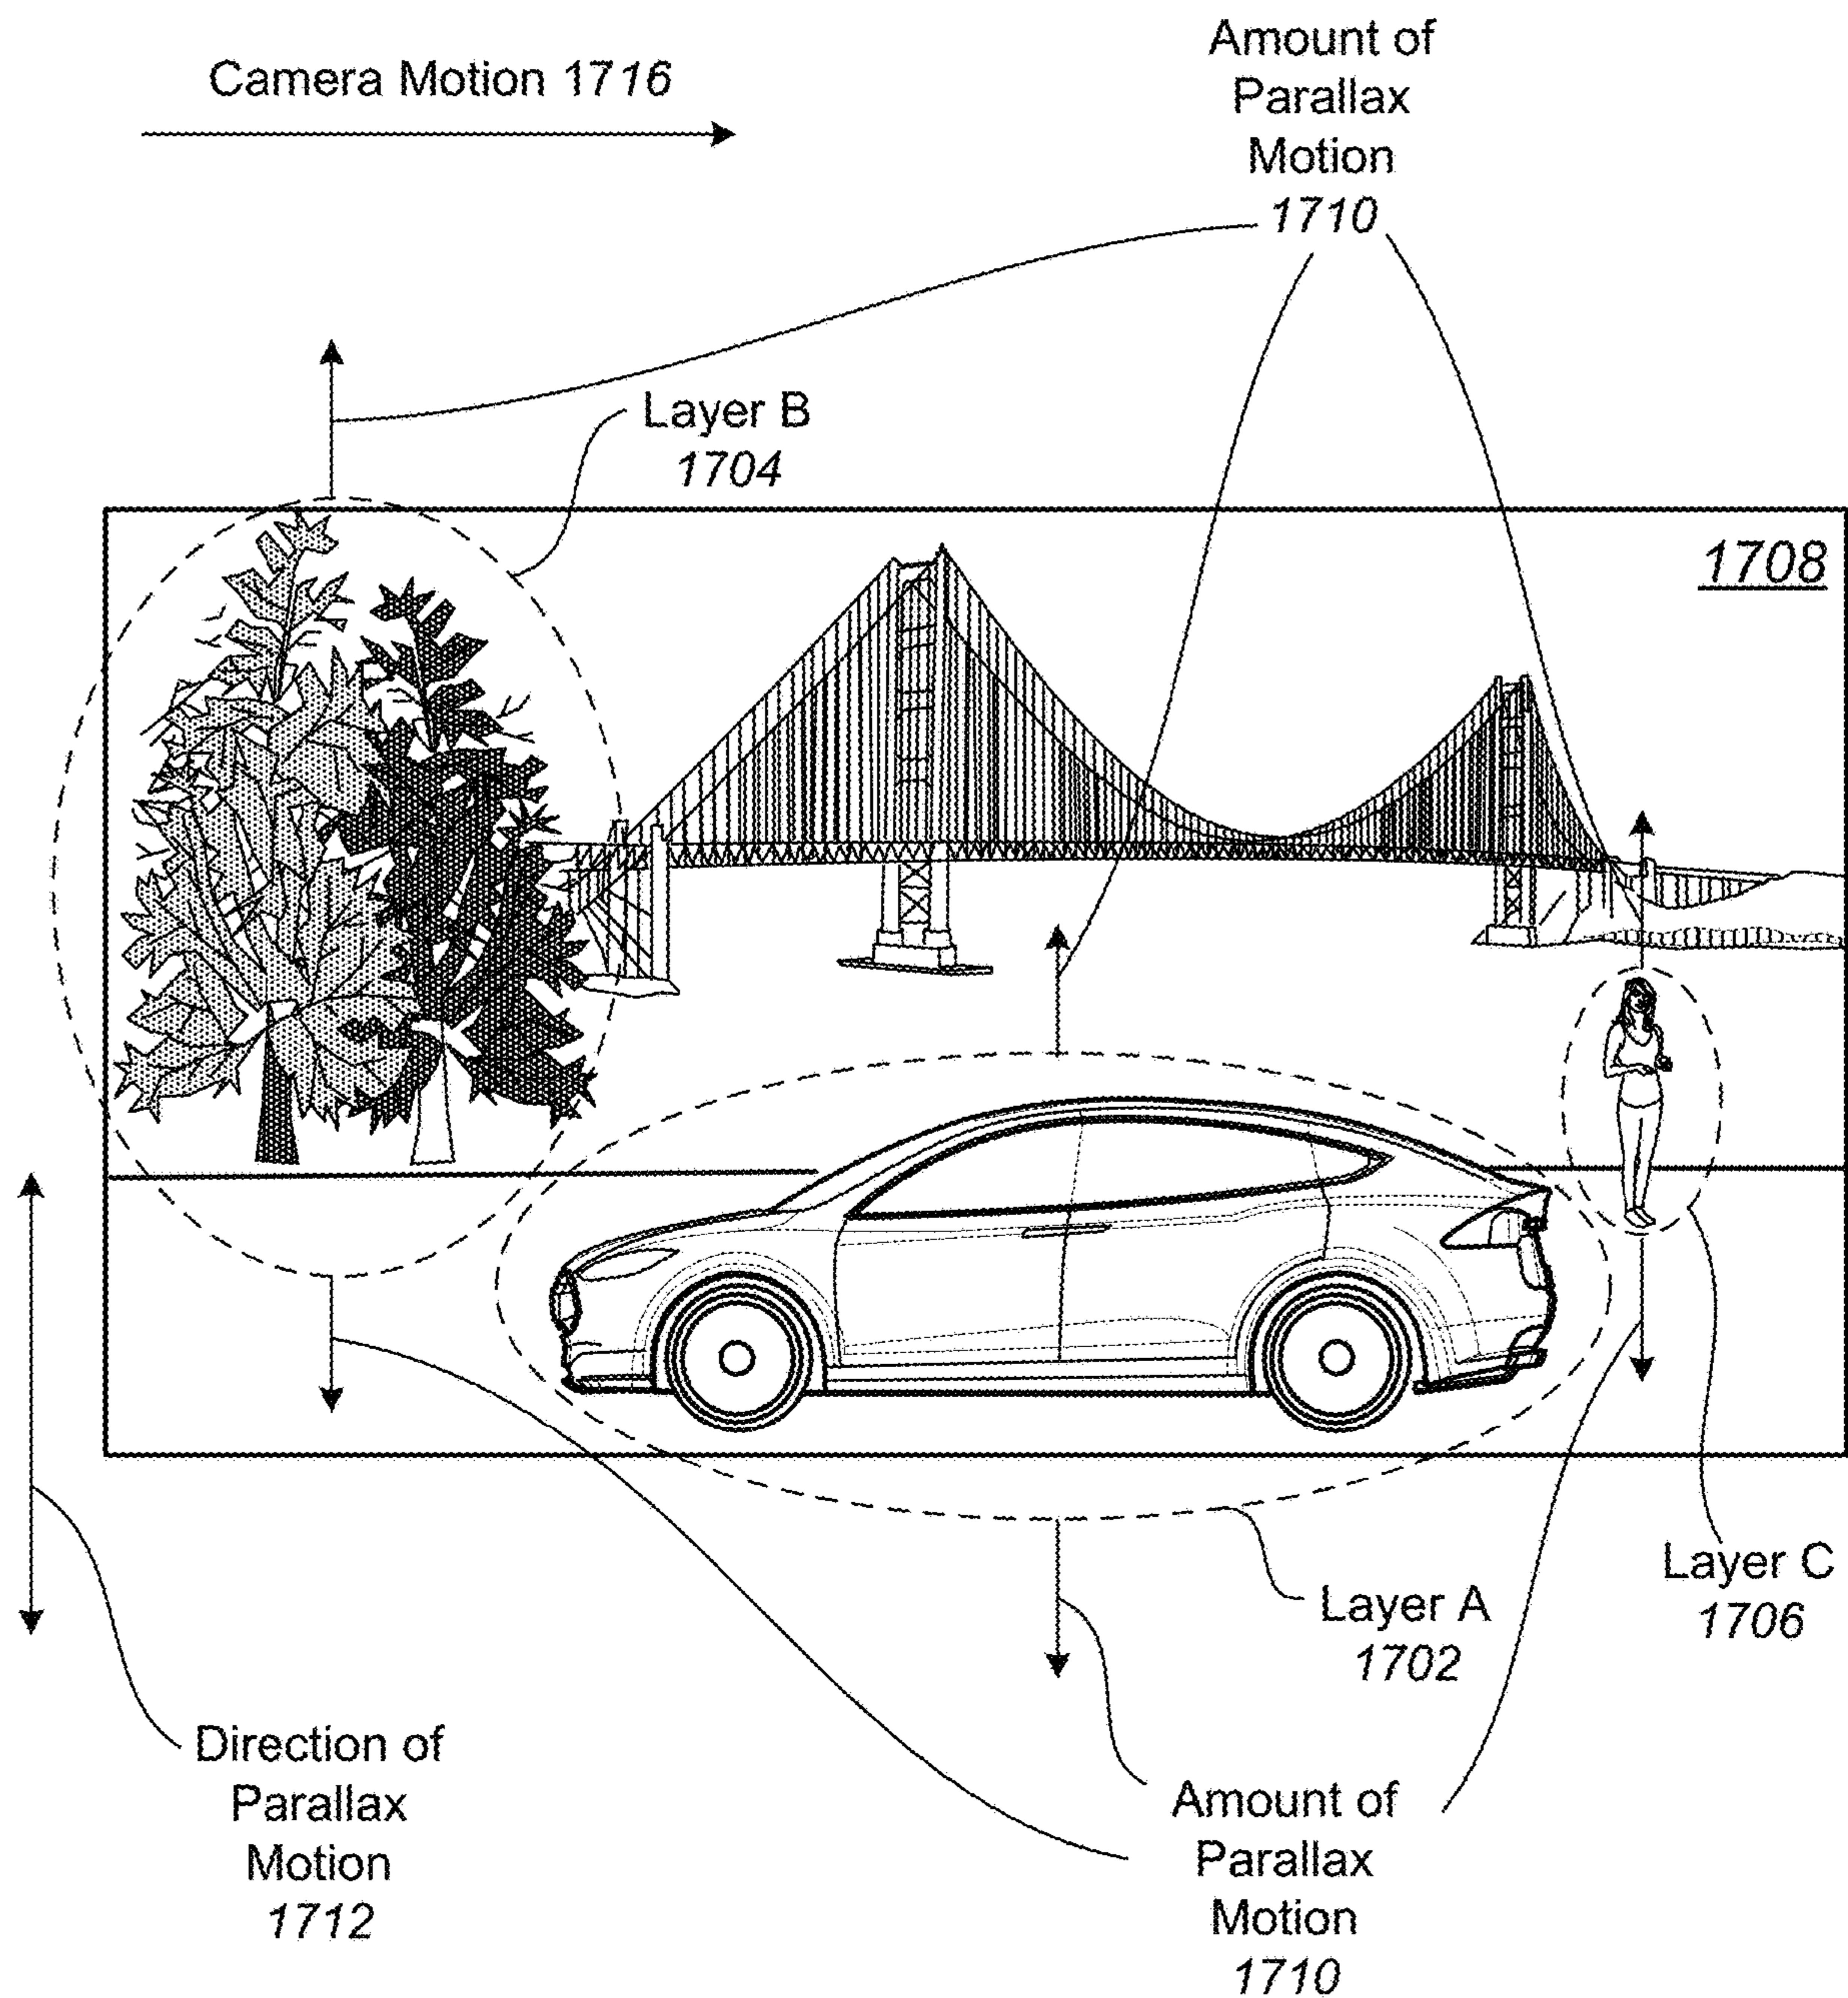 Camera Motion 1716
Amount of
Parallax
Motion
1710
Layer B
1704
1708
Layer C
1706
Layer A
1702
Direction of
Parallax
Motion
1712
Amount of
Parallax
Motion
1710